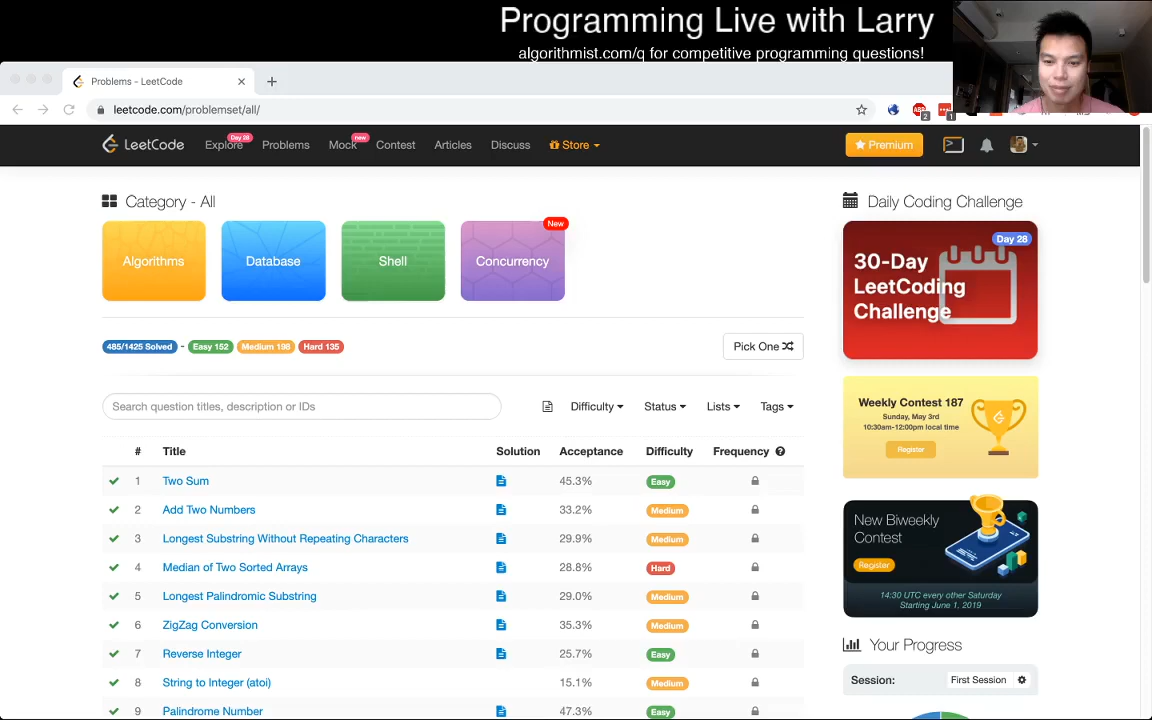 Programming Live with Larry
algorithmist.com/q for competitive programming questions!
Problems - LeetCode
leetcode.com/problemset/all/
ABP
2
1
LeetCode
Explore
Day 28
Problems
Mock
new
Contest
Articles
Discuss
Store
Premium
Category - All
Algorithms
Database
Shell
Concurrency
New
485/1425 Solved - Easy 152 Medium 198 Hard 135
Pick One
Search question titles, description or IDs
Difficulty Status Lists Tags
# Title Solution Acceptance Difficulty Frequency
1 Two Sum 45.3% Easy
2 Add Two Numbers 33.2% Medium
3 Longest Substring Without Repeating Characters 29.9% Medium
4 Median of Two Sorted Arrays 28.8% Hard
5 Longest Palindromic Substring 29.0% Medium
6 ZigZag Conversion 35.3% Medium
7 Reverse Integer 25.7% Easy
8 String to Integer (atoi) 15.1% Medium
9 Palindrome Number 47.3% Easy
Daily Coding Challenge
Day 28
30-Day
LeetCoding
Challenge
Weekly Contest 187
Sunday, May 3rd
10:30am-12:00pm local time
Register
New Biweekly
Contest
Register
14:30 UTC every other Saturday
Starting June 1, 2019
Your Progress
Session: First Session